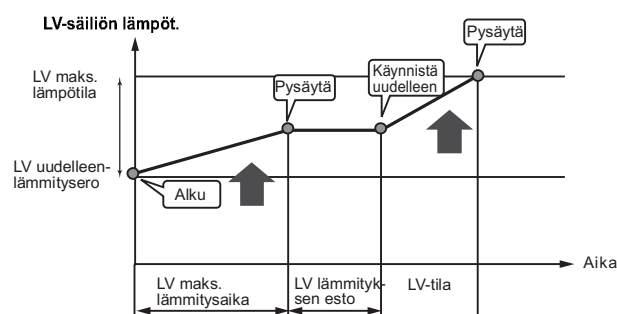 LV-säiliön lämpöt.
LV maks.
lämpötila
Pysäytä
Käynnistä
uudelleen
Pysäytä
LV uudelleen-
lämmitysero
Alku
Aika
LV maks.
lämmitysaika
LV lämmityk-
sen esto
LV-tila